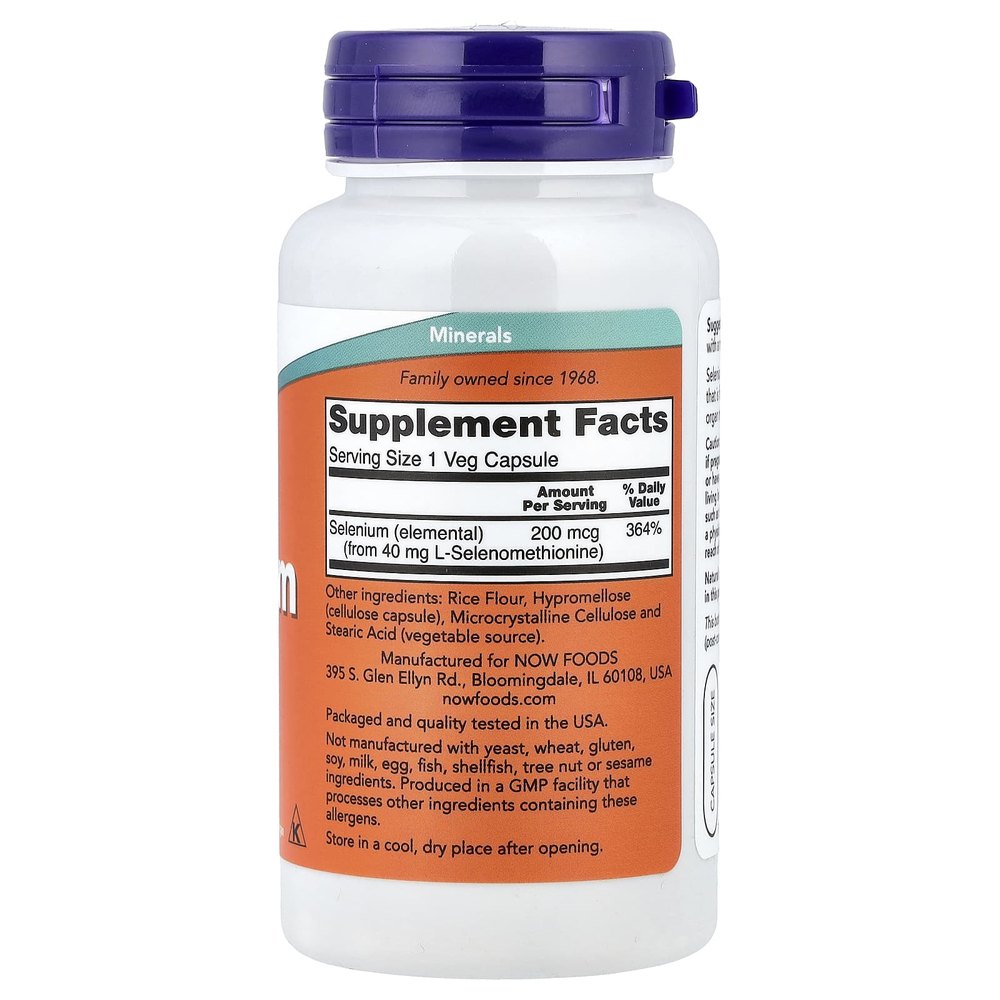 Minerals
Family owned since 1968.
Supplement Facts
Serving Size 1 Veg Capsule
Amount Per Serving
% Daily Value
Selenium (elemental) 200 mcg 364%
(from 40 mg L-Selenomethionine)
Other ingredients: Rice Flour, Hypromellose
(cellulose capsule), Microcrystalline Cellulose and
Stearic Acid (vegetable source).
Manufactured for NOW FOODS
395 S. Glen Ellyn Rd., Bloomingdale, IL 60108, USA
nowfoods.com
Packaged and quality tested in the USA.
Not manufactured with yeast, wheat, gluten,
soy, milk, egg, fish, shellfish, tree nut or sesame
ingredients. Produced in a GMP facility that
processes other ingredients containing these
allergens.
Store in a cool, dry place after opening.
K
CAPSULE SIZE